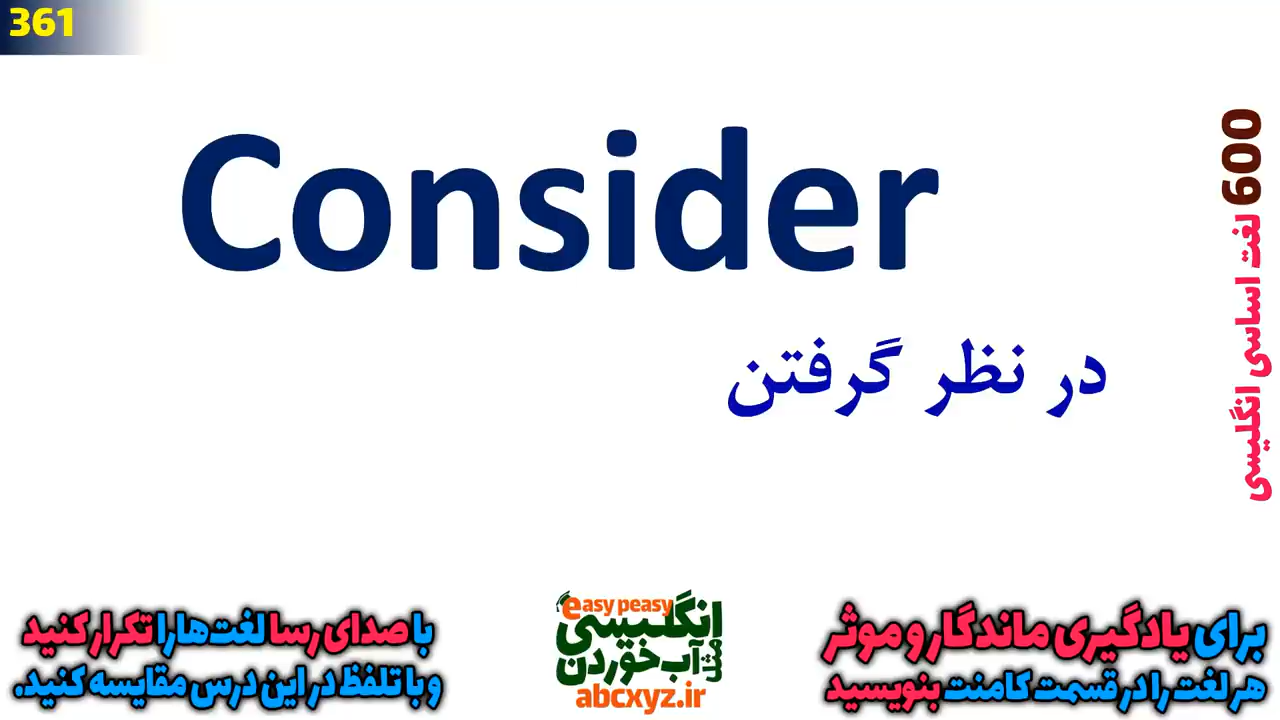 361
Consider
در نظر گرفتن
600 لغت اساسی انگلیسی
برای یادگیری ماندگار و موثر
هر لغت را در قسمت کامنت بنویسید
easy peasy
انگلیسی
مثل آب خوردن
abcxyz.ir
با صدای رسا لغت‌ها را تکرار کنید
و با تلفظ در این درس مقایسه کنید.